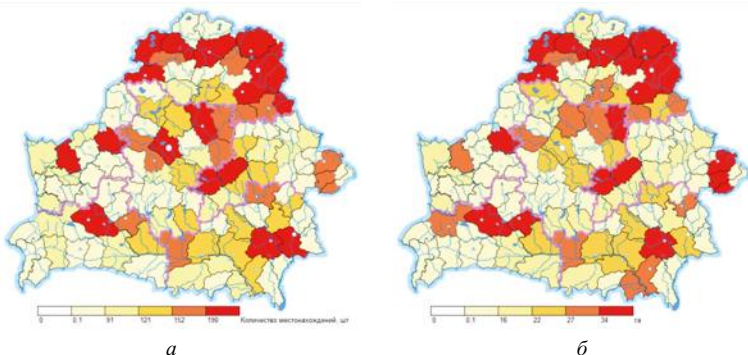 0 0.1 91 121 152 199 Количество местонахождений, шт
0 0.1 16 22 27 34 га
а
б